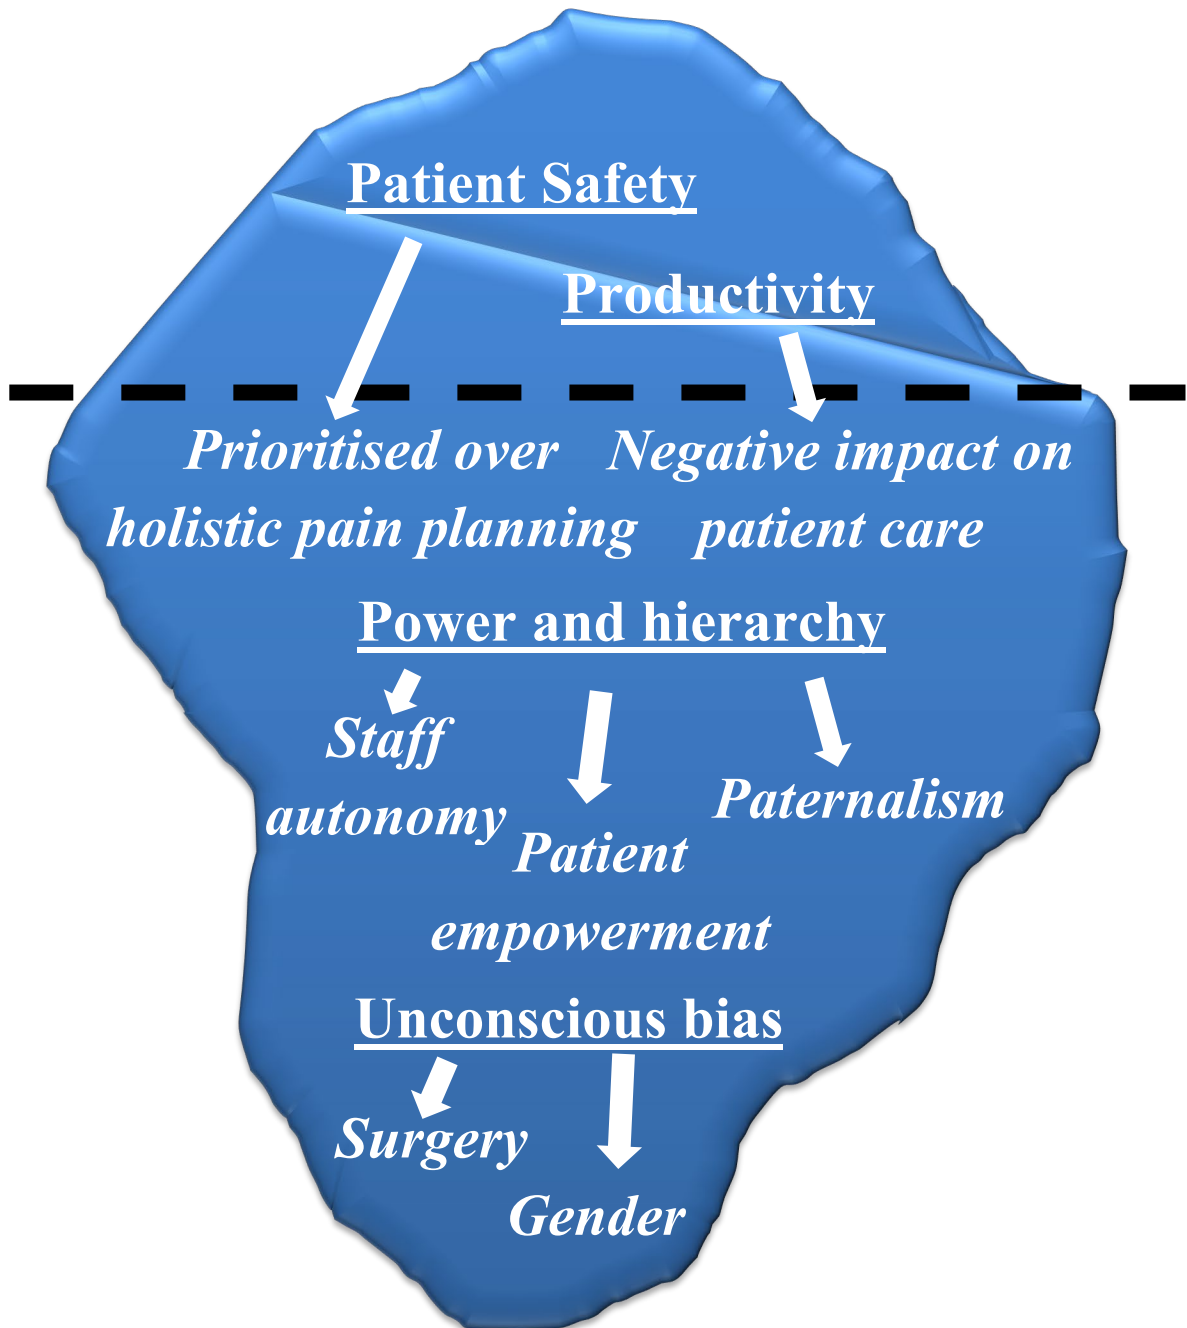 Patient Safety
Productivity
Prioritised over
holistic pain planning
Negative impact on
patient care
Power and hierarchy
Staff
autonomy
Patient
empowerment
Paternalism
Unconscious bias
Surgery
Gender